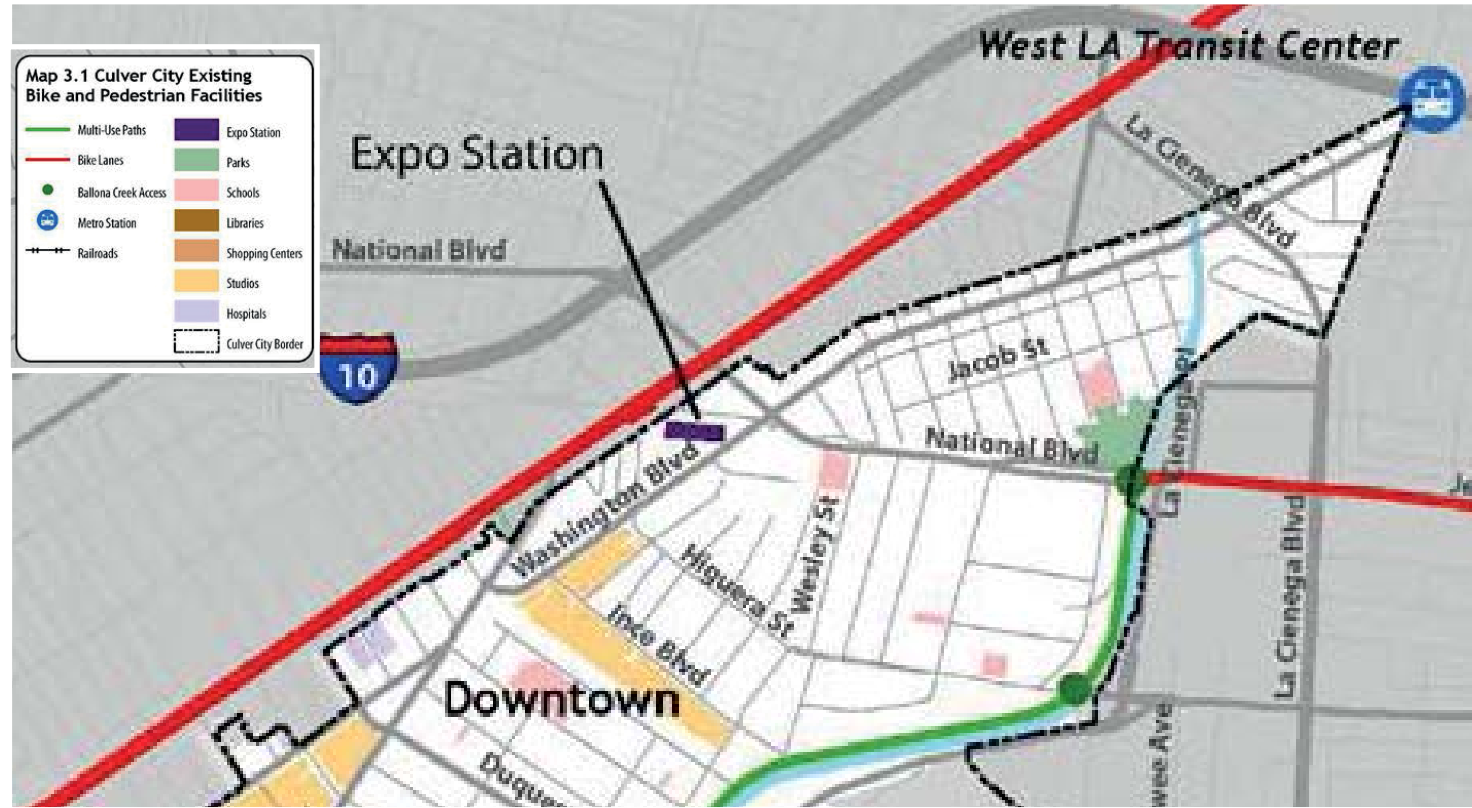 Map 3.1 Culver City Existing
Bike and Pedestrian Facilities
Multi-Use Paths
Bike Lanes
Ballona Creek Access
Metro Station
Railroads
Expo Station
Parks
Schools
Libraries
Shopping Centers
Studios
Hospitals
Culver City Border
West LA Transit Center
Expo Station
La Cienega Blvd
National Blvd
10
Jacob St
National Blvd
Washington Blvd
Wesley St
Higuera St
Ince Blvd
La Cienega Blvd
Downtown